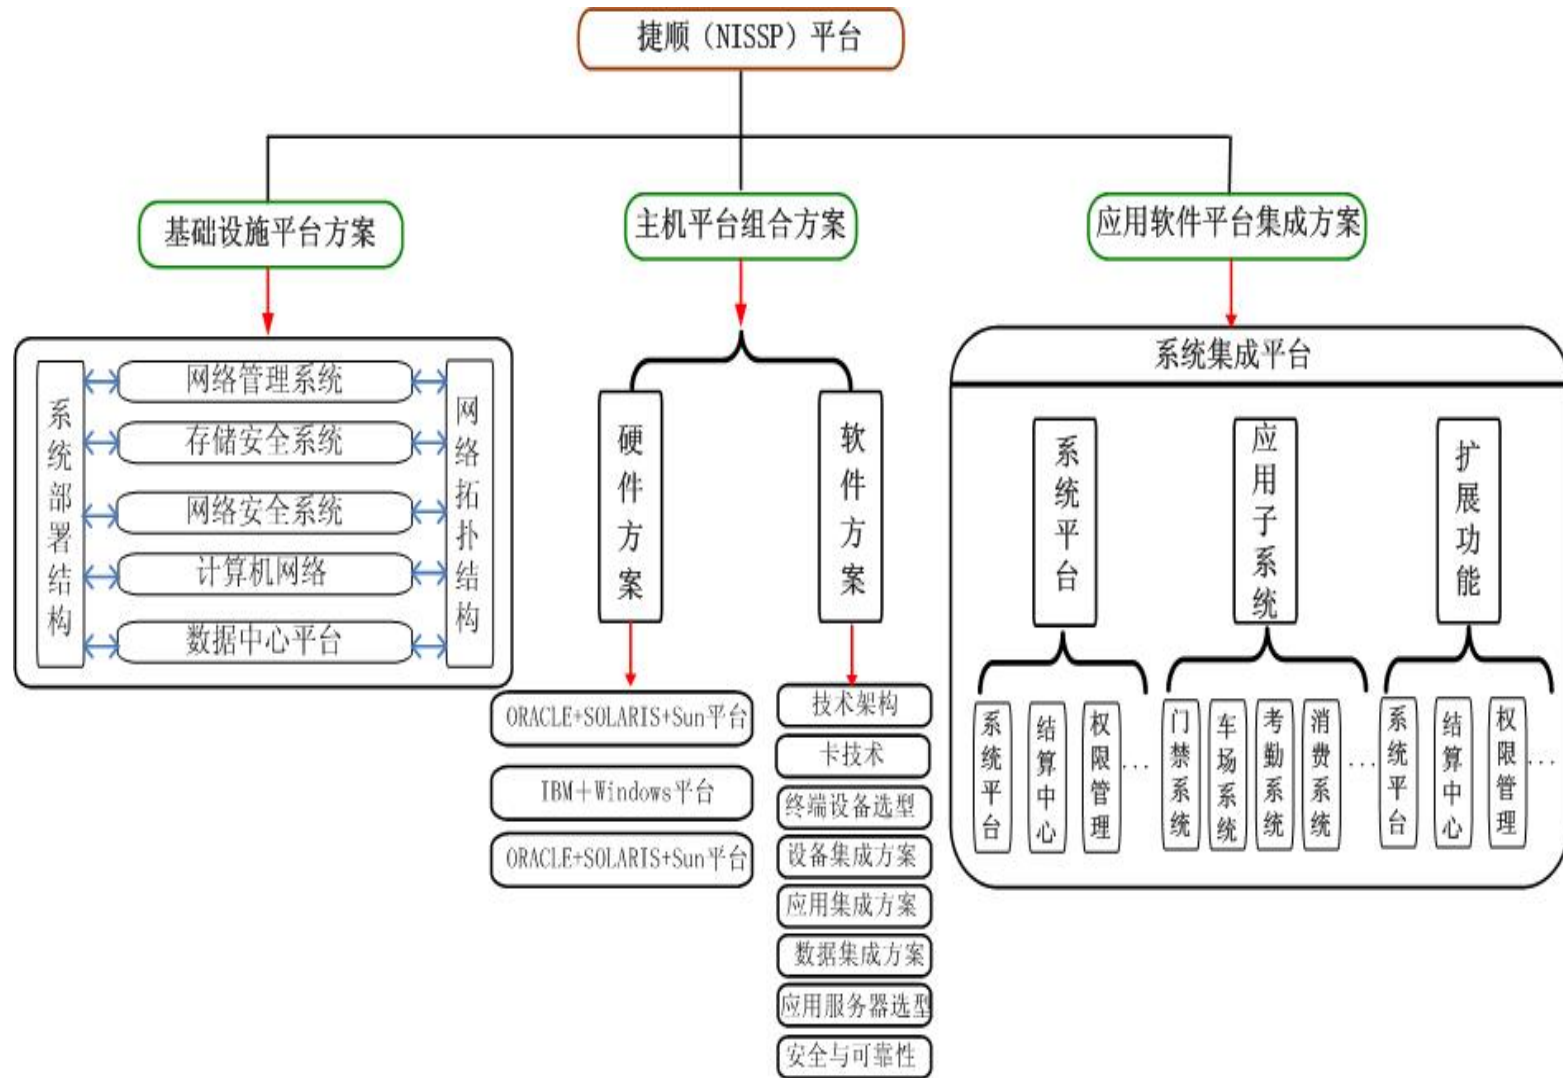 捷顺（NISSP）平台
基础设施平台方案
主机平台组合方案
应用软件平台集成方案
系统部署结构
网络管理系统
存储安全系统
网络安全系统
计算机网络
数据中心平台
网络拓扑结构
硬件方案
软件方案
ORACLE+SOLARIS+Sun平台
IBM＋Windows平台
ORACLE+SOLARIS+Sun平台
技术架构
卡技术
终端设备选型
设备集成方案
应用集成方案
数据集成方案
应用服务器选型
安全与可靠性
系统集成平台
系统平台
应用子系统
扩展功能
系统平台
结算中心
权限管理
...
门禁系统
车场系统
考勤系统
消费系统
...
系统平台
结算中心
权限管理
...